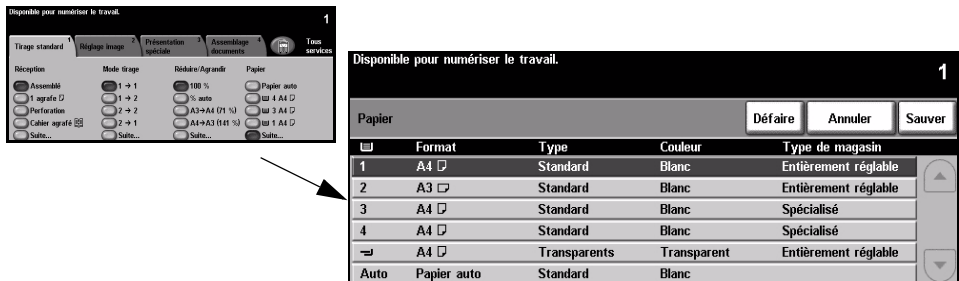 Disponible pour numériser le travail.
1
Tirage standard 1 Réglage image 2 Présentation spéciale 3 Assemblage documents 4 Tous services
Réception Mode tirage Réduire/Agrandir Papier
Assemblé 1 → 1 100 % Papier auto
1 agrafe 1 → 2 % auto 4 A4
Perforation 2 → 2 A3→A4 (71 %) 3 A4
Cahier agrafé 2 → 1 A4→A3 (141 %) 1 A4
Suite... Suite... Suite... Suite...
Disponible pour numériser le travail.
1
Papier Défaire Annuler Sauver
Format Type Couleur Type de magasin
1 A4 Standard Blanc Entièrement réglable
2 A3 Standard Blanc Entièrement réglable
3 A4 Standard Blanc Spécialisé
4 A4 Standard Blanc Spécialisé
A4 Transparents Transparent Entièrement réglable
Auto Papier auto Standard Blanc